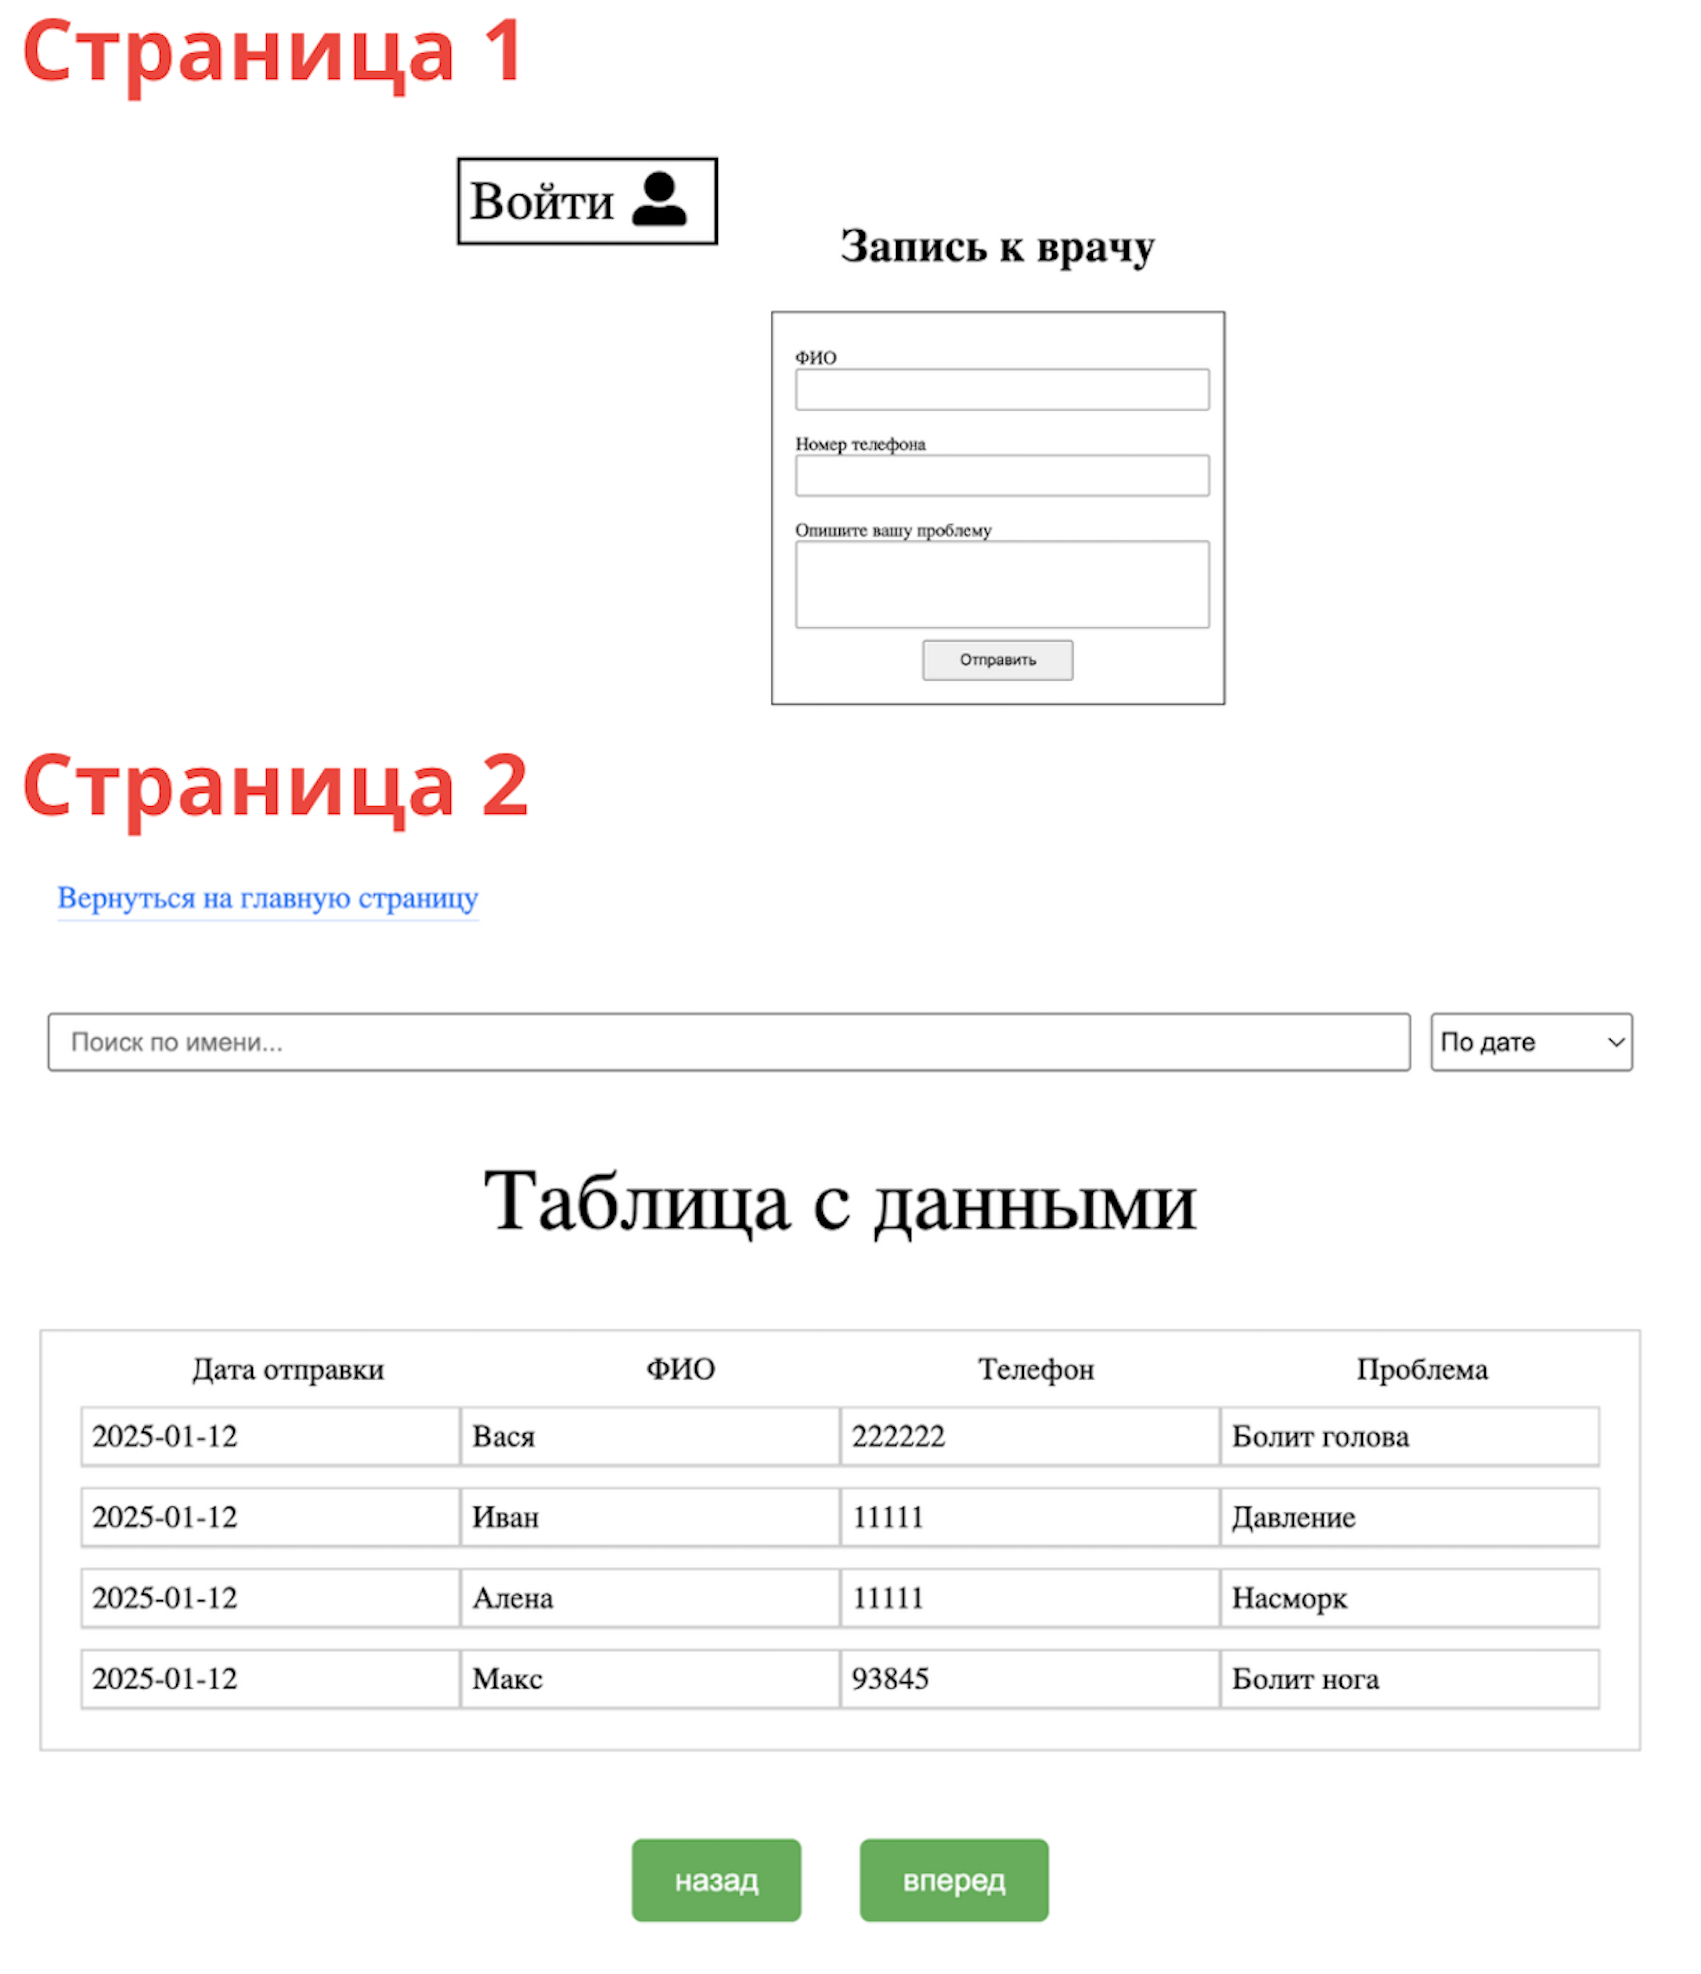 Страница 1
Войти
Запись к врачу
ФИО
Номер телефона
Опишите вашу проблему
Отправить
Страница 2
Вернуться на главную страницу
Поиск по имени... По дате
Таблица с данными
Дата отправки ФИО Телефон Проблема
2025-01-12 Вася 222222 Болит голова
2025-01-12 Иван 11111 Давление
2025-01-12 Алена 11111 Насморк
2025-01-12 Макс 93845 Болит нога
назад вперед